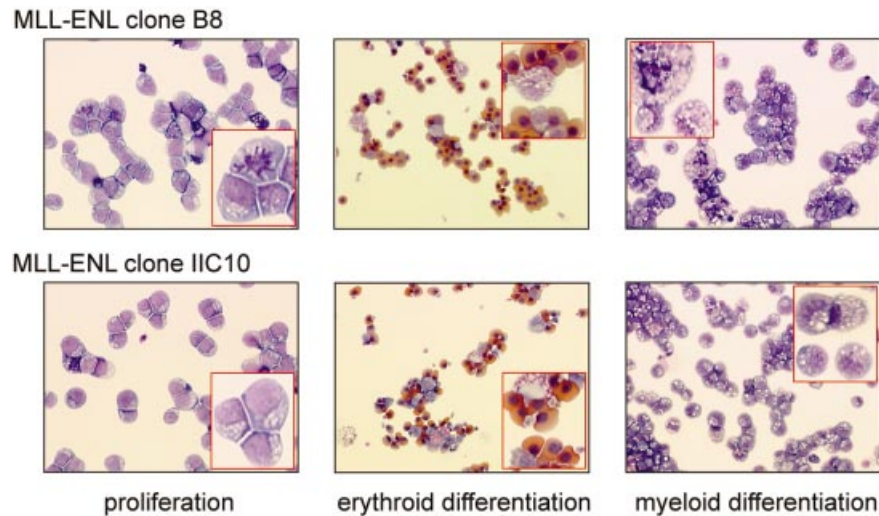 MLL-ENL clone B8
MLL-ENL clone IIC10
proliferation
erythroid differentiation
myeloid differentiation